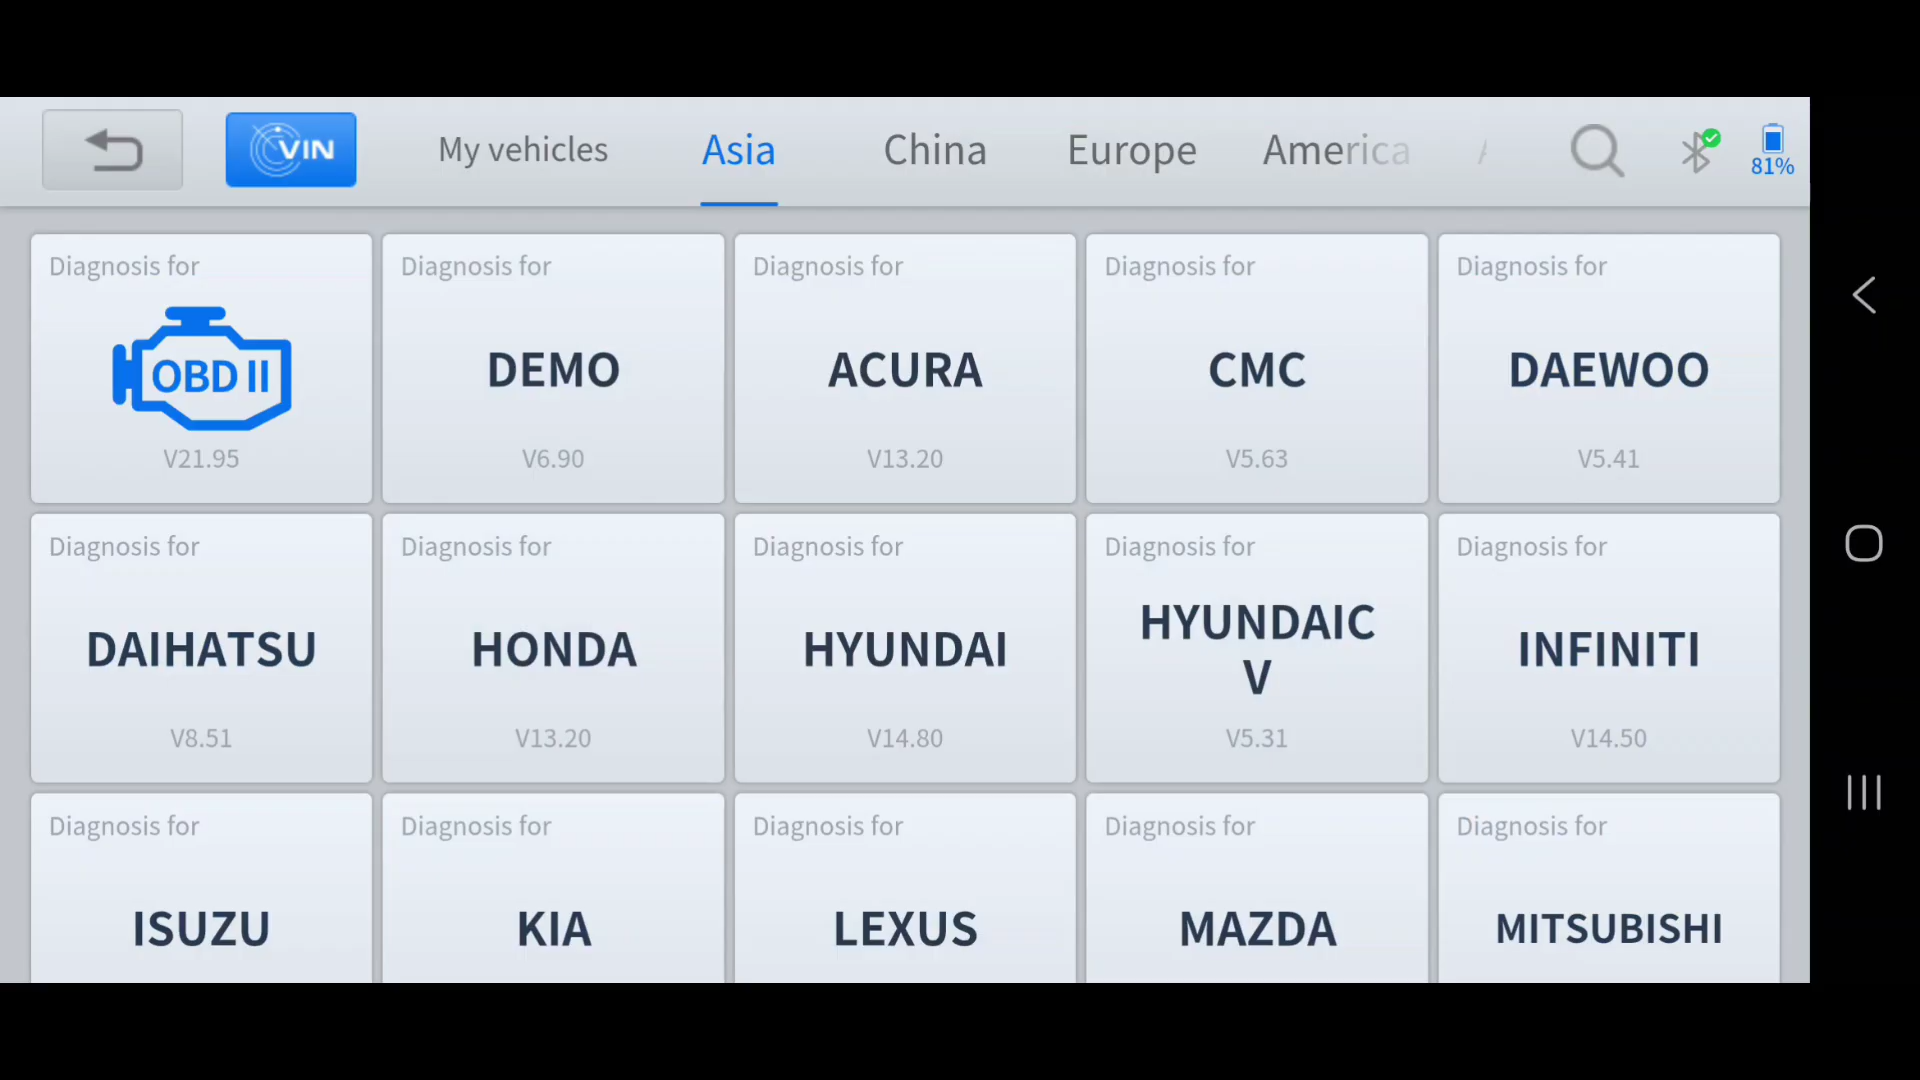 VIN
My vehicles
Asia
China
Europe
America
81%
Diagnosis for
OBD II
V21.95
Diagnosis for
DEMO
V6.90
Diagnosis for
ACURA
V13.20
Diagnosis for
CMC
V5.63
Diagnosis for
DAEWOO
V5.41
Diagnosis for
DAIHATSU
V8.51
Diagnosis for
HONDA
V13.20
Diagnosis for
HYUNDAI
V14.80
Diagnosis for
HYUNDAIC
V
V5.31
Diagnosis for
INFINITI
V14.50
Diagnosis for
ISUZU
Diagnosis for
KIA
Diagnosis for
LEXUS
Diagnosis for
MAZDA
Diagnosis for
MITSUBISHI